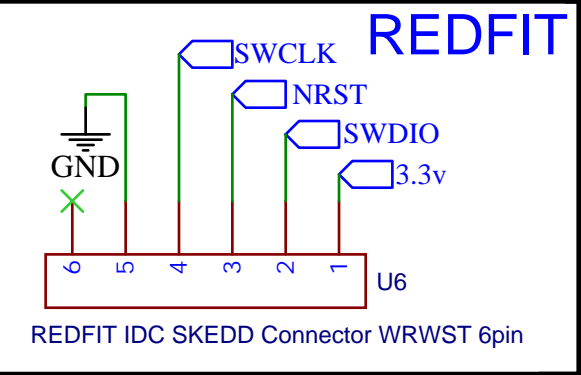 REDFIT
SWCLK
NRST
SWDIO
GND
3.3v
6 5 4 3 2 1
U6
REDFIT IDC SKEDD Connector WRWST 6pin